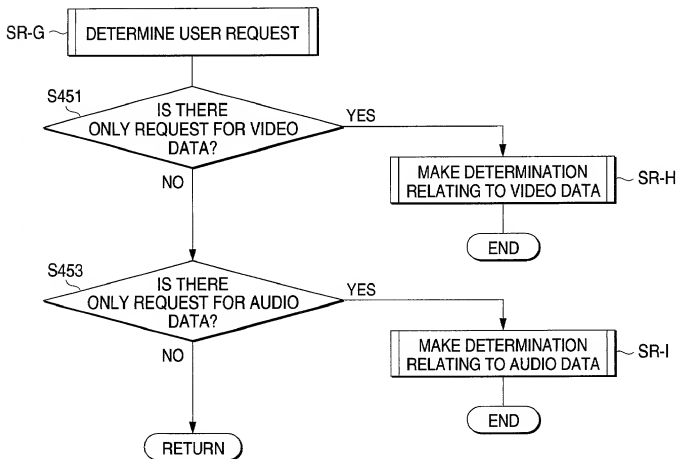 SR-G
DETERMINE USER REQUEST
S451
IS THERE
ONLY REQUEST FOR VIDEO
DATA?
YES
NO
MAKE DETERMINATION
RELATING TO VIDEO DATA
SR-H
END
S453
IS THERE
ONLY REQUEST FOR AUDIO
DATA?
YES
NO
MAKE DETERMINATION
RELATING TO AUDIO DATA
SR-I
END
RETURN